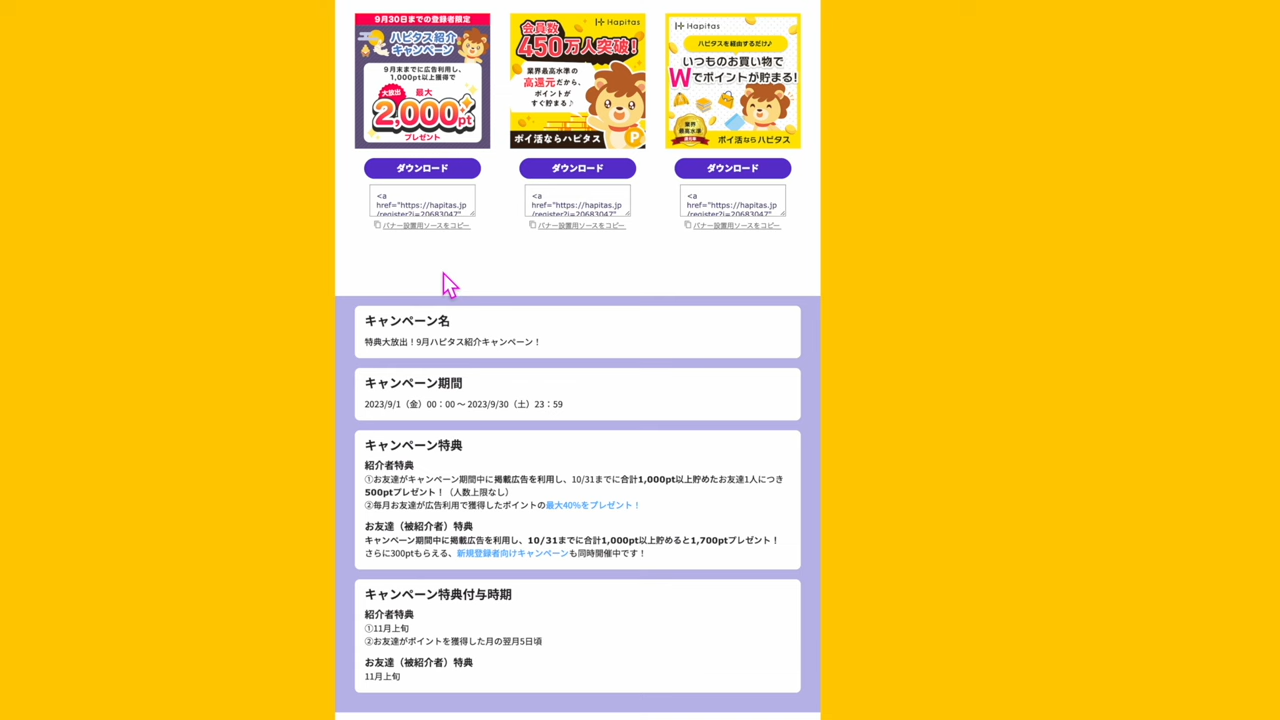 9月30日までの登録者限定
ハピタス紹介
キャンペーン
9月末までに広告利用し、
1,000pt以上獲得で
大放出
最大
2,000pt
プレゼント
Hapitas
会員数
450万人突破!
業界最高水準の
高還元だから、
ポイントが
すぐ貯まる♪
P
ポイ活ならハピタス
Hapitas
ハピタスを経由するだけ♪
いつものお買い物で
Wでポイントが貯まる!
業界
最高水準
ポイ活ならハピタス
ダウンロード
ダウンロード
ダウンロード
<a
href="https://hapitas.jp
/register?i=20683047"
<a
href="https://hapitas.jp
/register?i=20683047"
<a
href="https://hapitas.jp
/register?i=20683047"
バナー設置用ソースをコピー
バナー設置用ソースをコピー
バナー設置用ソースをコピー
キャンペーン名
特典大放出!9月ハピタス紹介キャンペーン!
キャンペーン期間
2023/9/1(金)00:00 〜 2023/9/30(土)23:59
キャンペーン特典
紹介者特典
①お友達がキャンペーン期間中に掲載広告を利用し、10/31までに合計1,000pt以上貯めたお友達1人につき
500ptプレゼント!(人数上限なし)
②毎月お友達が広告利用で獲得したポイントの最大40%をプレゼント!
お友達(被紹介者)特典
キャンペーン期間中に掲載広告を利用し、10/31までに合計1,000pt以上貯めると1,700ptプレゼント!
さらに300ptもらえる、新規登録者向けキャンペーンも同時開催中です!
キャンペーン特典付与時期
紹介者特典
①11月上旬
②お友達がポイントを獲得した月の翌月5日頃
お友達(被紹介者)特典
11月上旬